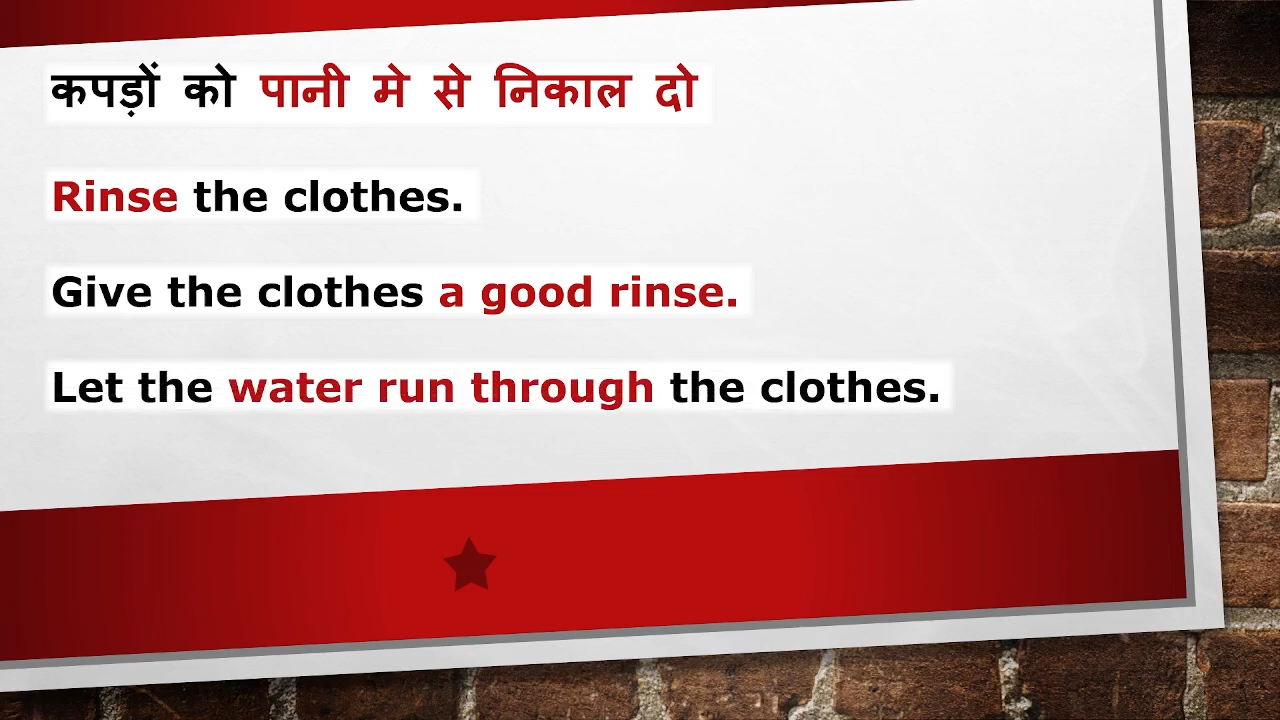 कपड़ों को पानी मे से निकाल दो
Rinse the clothes.
Give the clothes a good rinse.
Let the water run through the clothes.